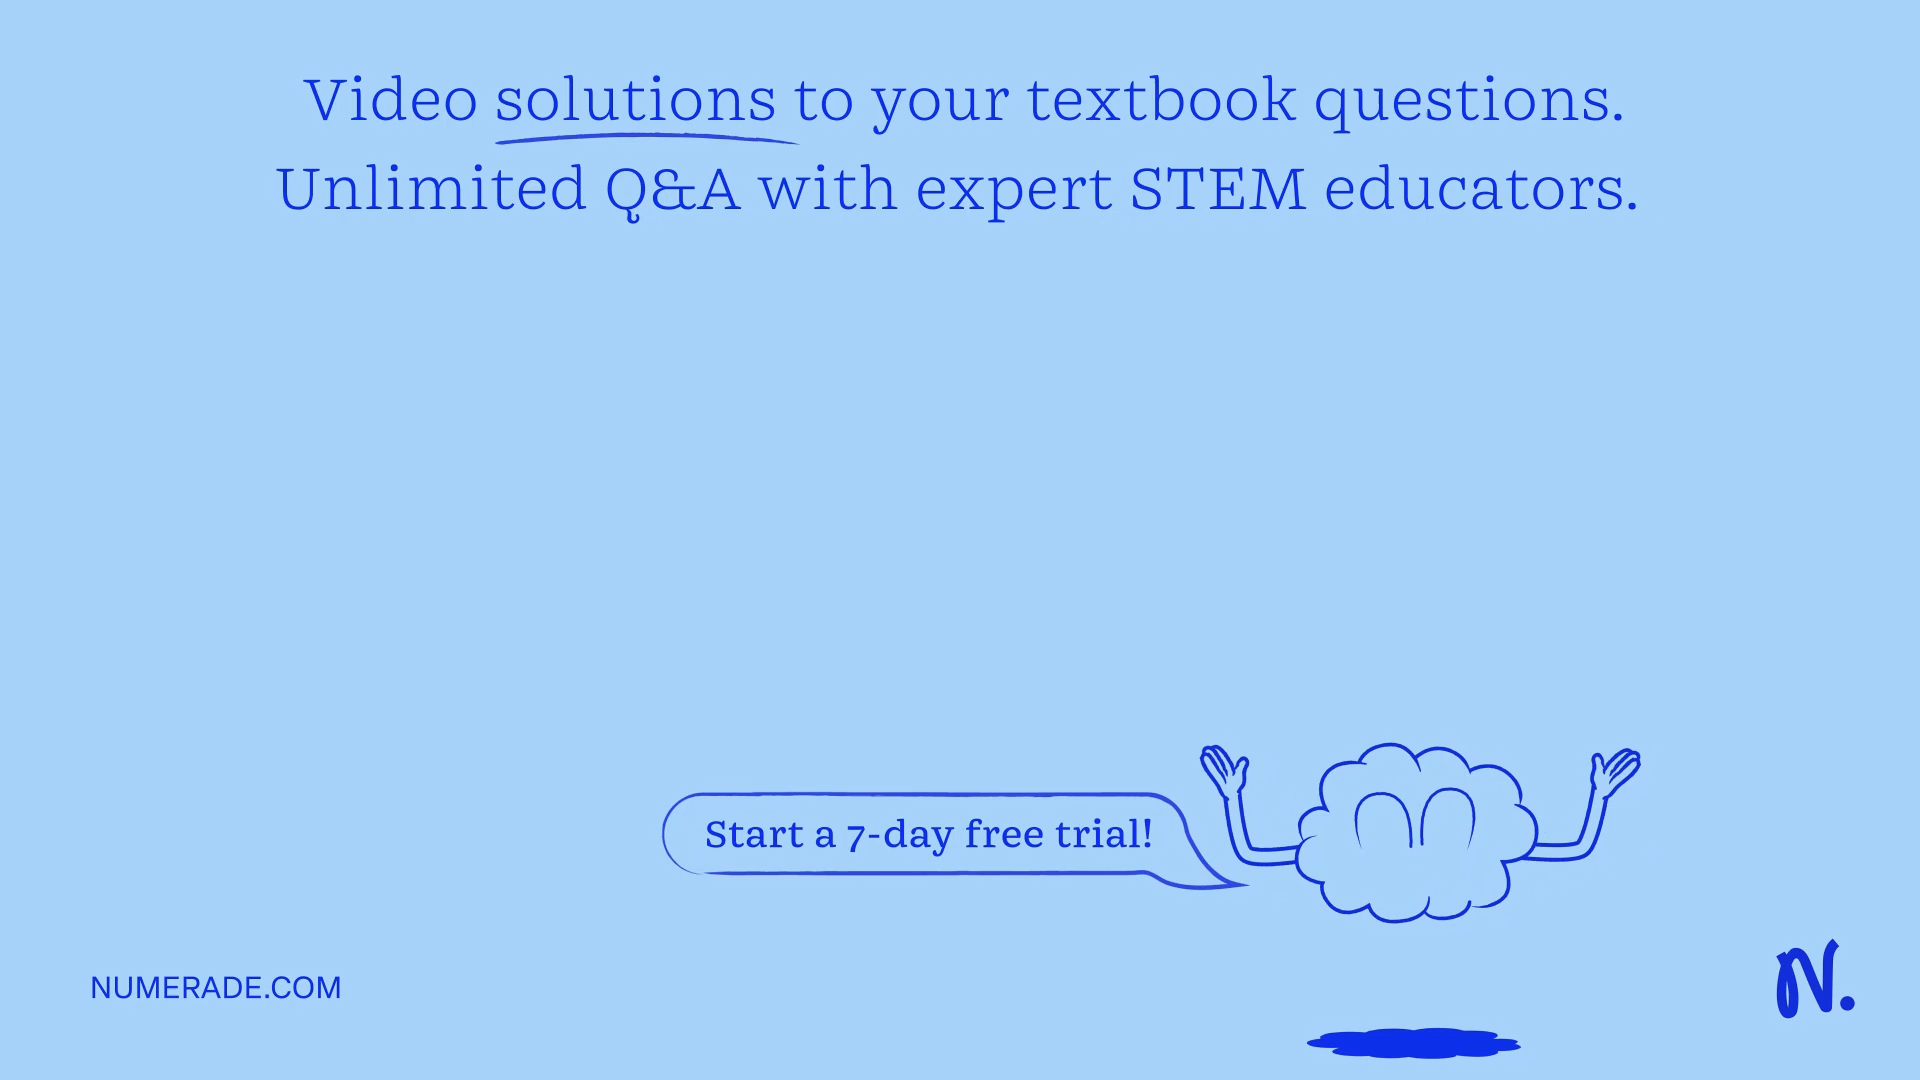 Video solutions to your textbook questions.
Unlimited Q&A with expert STEM educators.
Start a 7-day free trial!
NUMERADE.COM
N.